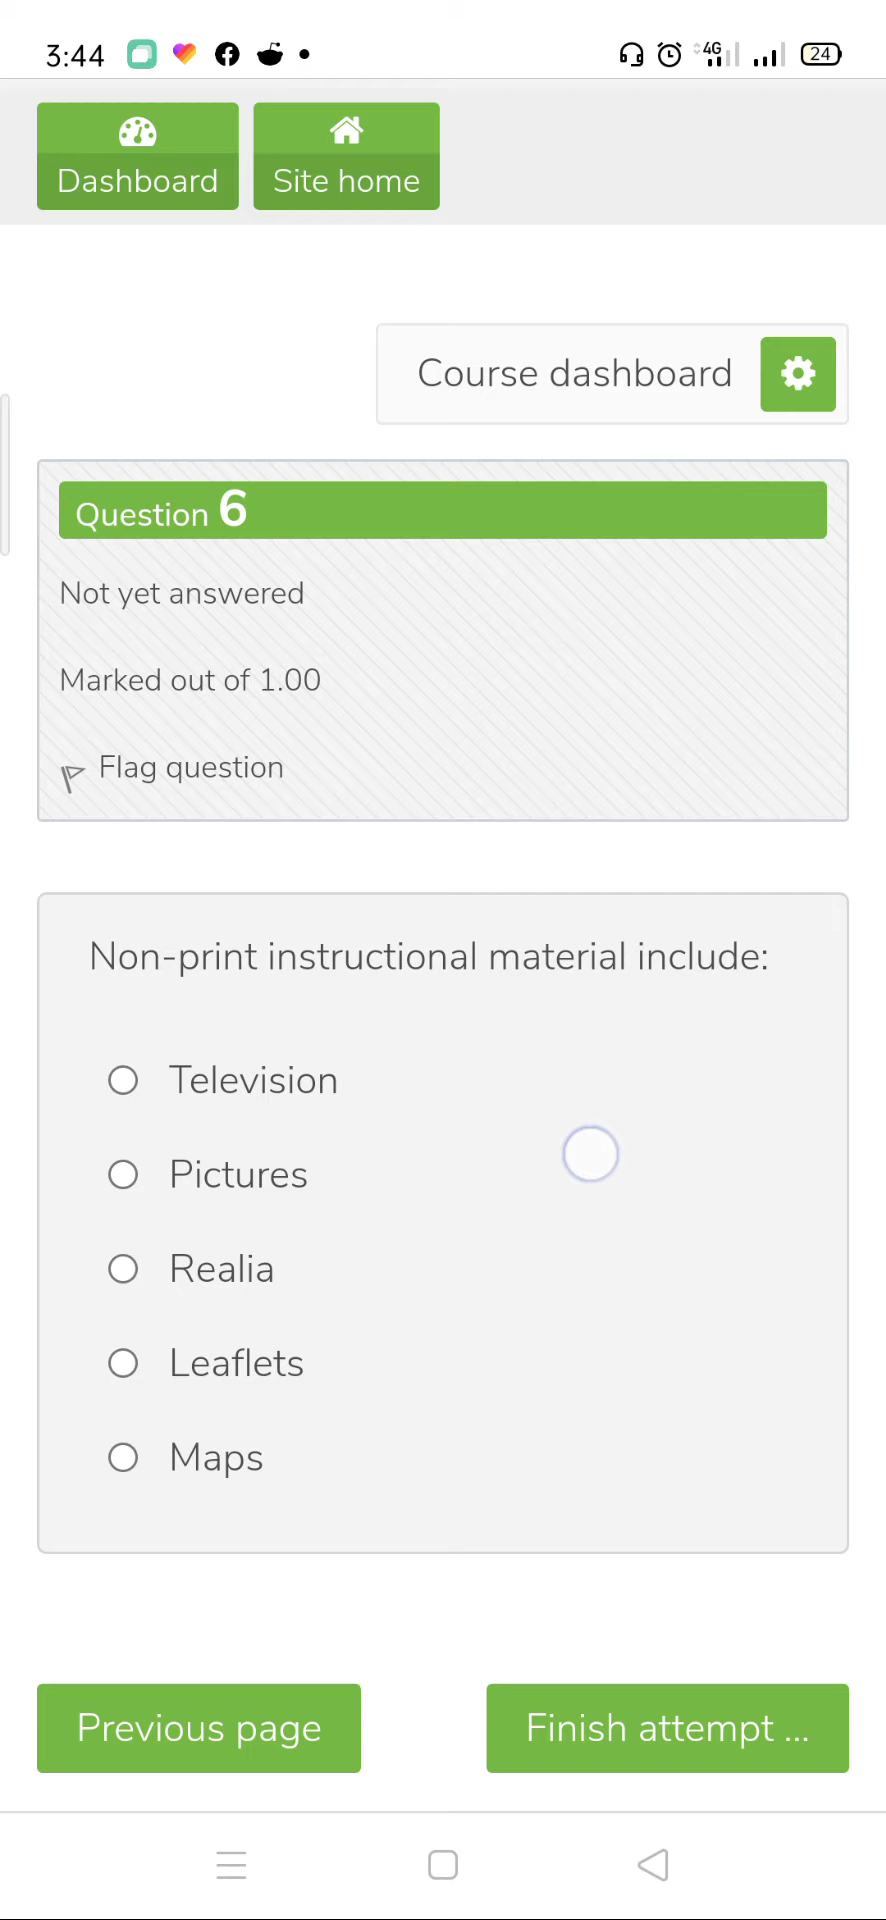 3:44
4G
24
Dashboard
Site home
Course dashboard
Question 6
Not yet answered
Marked out of 1.00
Flag question
Non-print instructional material include:
Television
Pictures
Realia
Leaflets
Maps
Previous page
Finish attempt ...